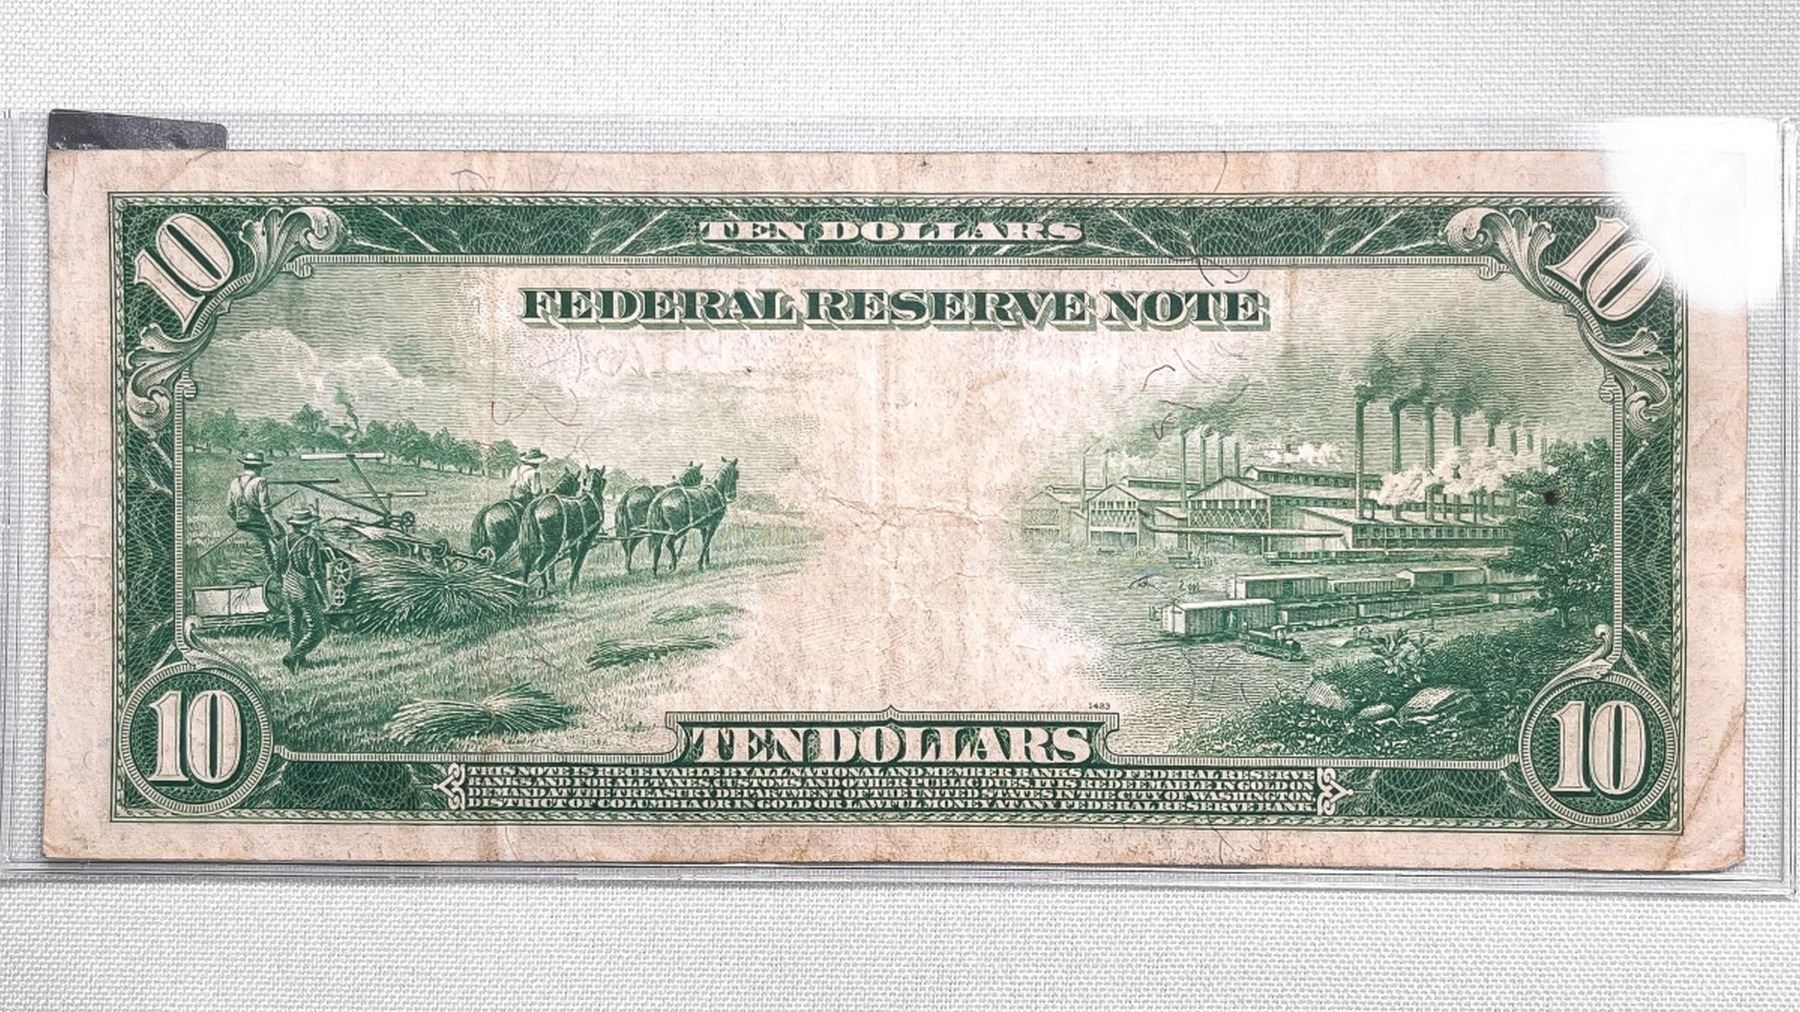 10 TEN DOLLARS 10
FEDERAL RESERVE NOTE
1483
10 TEN DOLLARS 10
THIS NOTE IS RECEIVABLE BY ALL NATIONAL AND MEMBER BANKS AND FEDERAL RESERVE
BANKS AND FOR ALL TAXES, CUSTOMS AND OTHER PUBLIC DUES. IT IS REDEEMABLE IN GOLD ON
DEMAND AT THE TREASURY DEPARTMENT OF THE UNITED STATES IN THE CITY OF WASHINGTON,
DISTRICT OF COLUMBIA OR IN GOLD OR LAWFUL MONEY AT ANY FEDERAL RESERVE BANK.